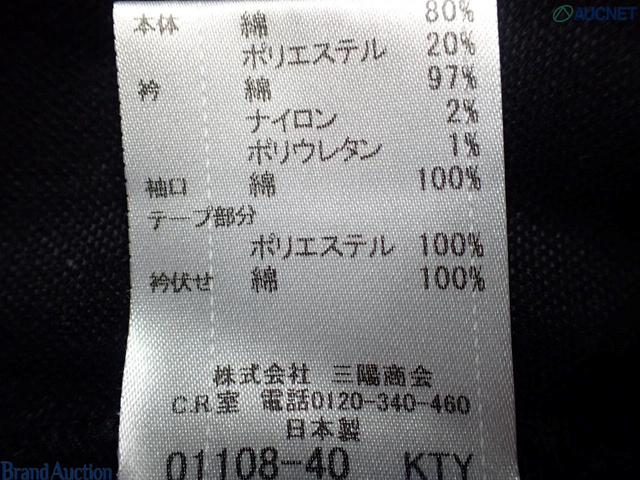 AUCNET
本体 綿 80%
ポリエステル 20%
衿 綿 97%
ナイロン 2%
ポリウレタン 1%
袖口 綿 100%
テープ部分
ポリエステル 100%
衿伏せ 綿 100%
株式会社 三陽商会
C.R室 電話0120-340-460
日本製
01108-40 KTY
Brand Auction